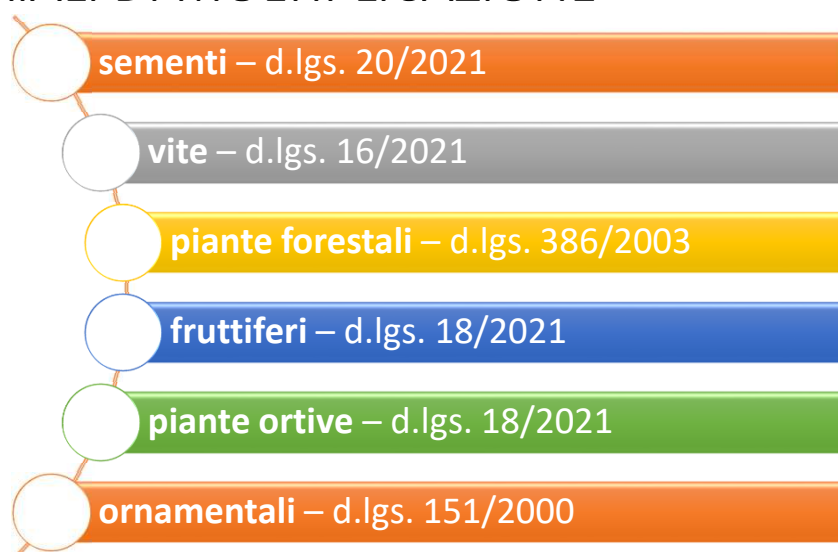 sementi – d.lgs. 20/2021
vite – d.lgs. 16/2021
piante forestali – d.lgs. 386/2003
fruttiferi – d.lgs. 18/2021
piante ortive – d.lgs. 18/2021
ornamentali – d.lgs. 151/2000